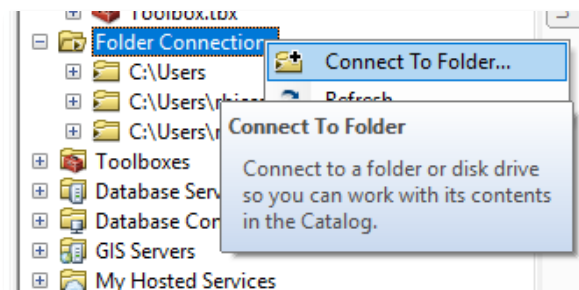 Toolbox.tbx
Folder Connection
Connect To Folder...
C:\Users
C:\Users\
Refresh
C:\Users\
Connect To Folder
Connect to a folder or disk drive
so you can work with its contents
in the Catalog.
Toolboxes
Database Serv
Database Con
GIS Servers
My Hosted Services